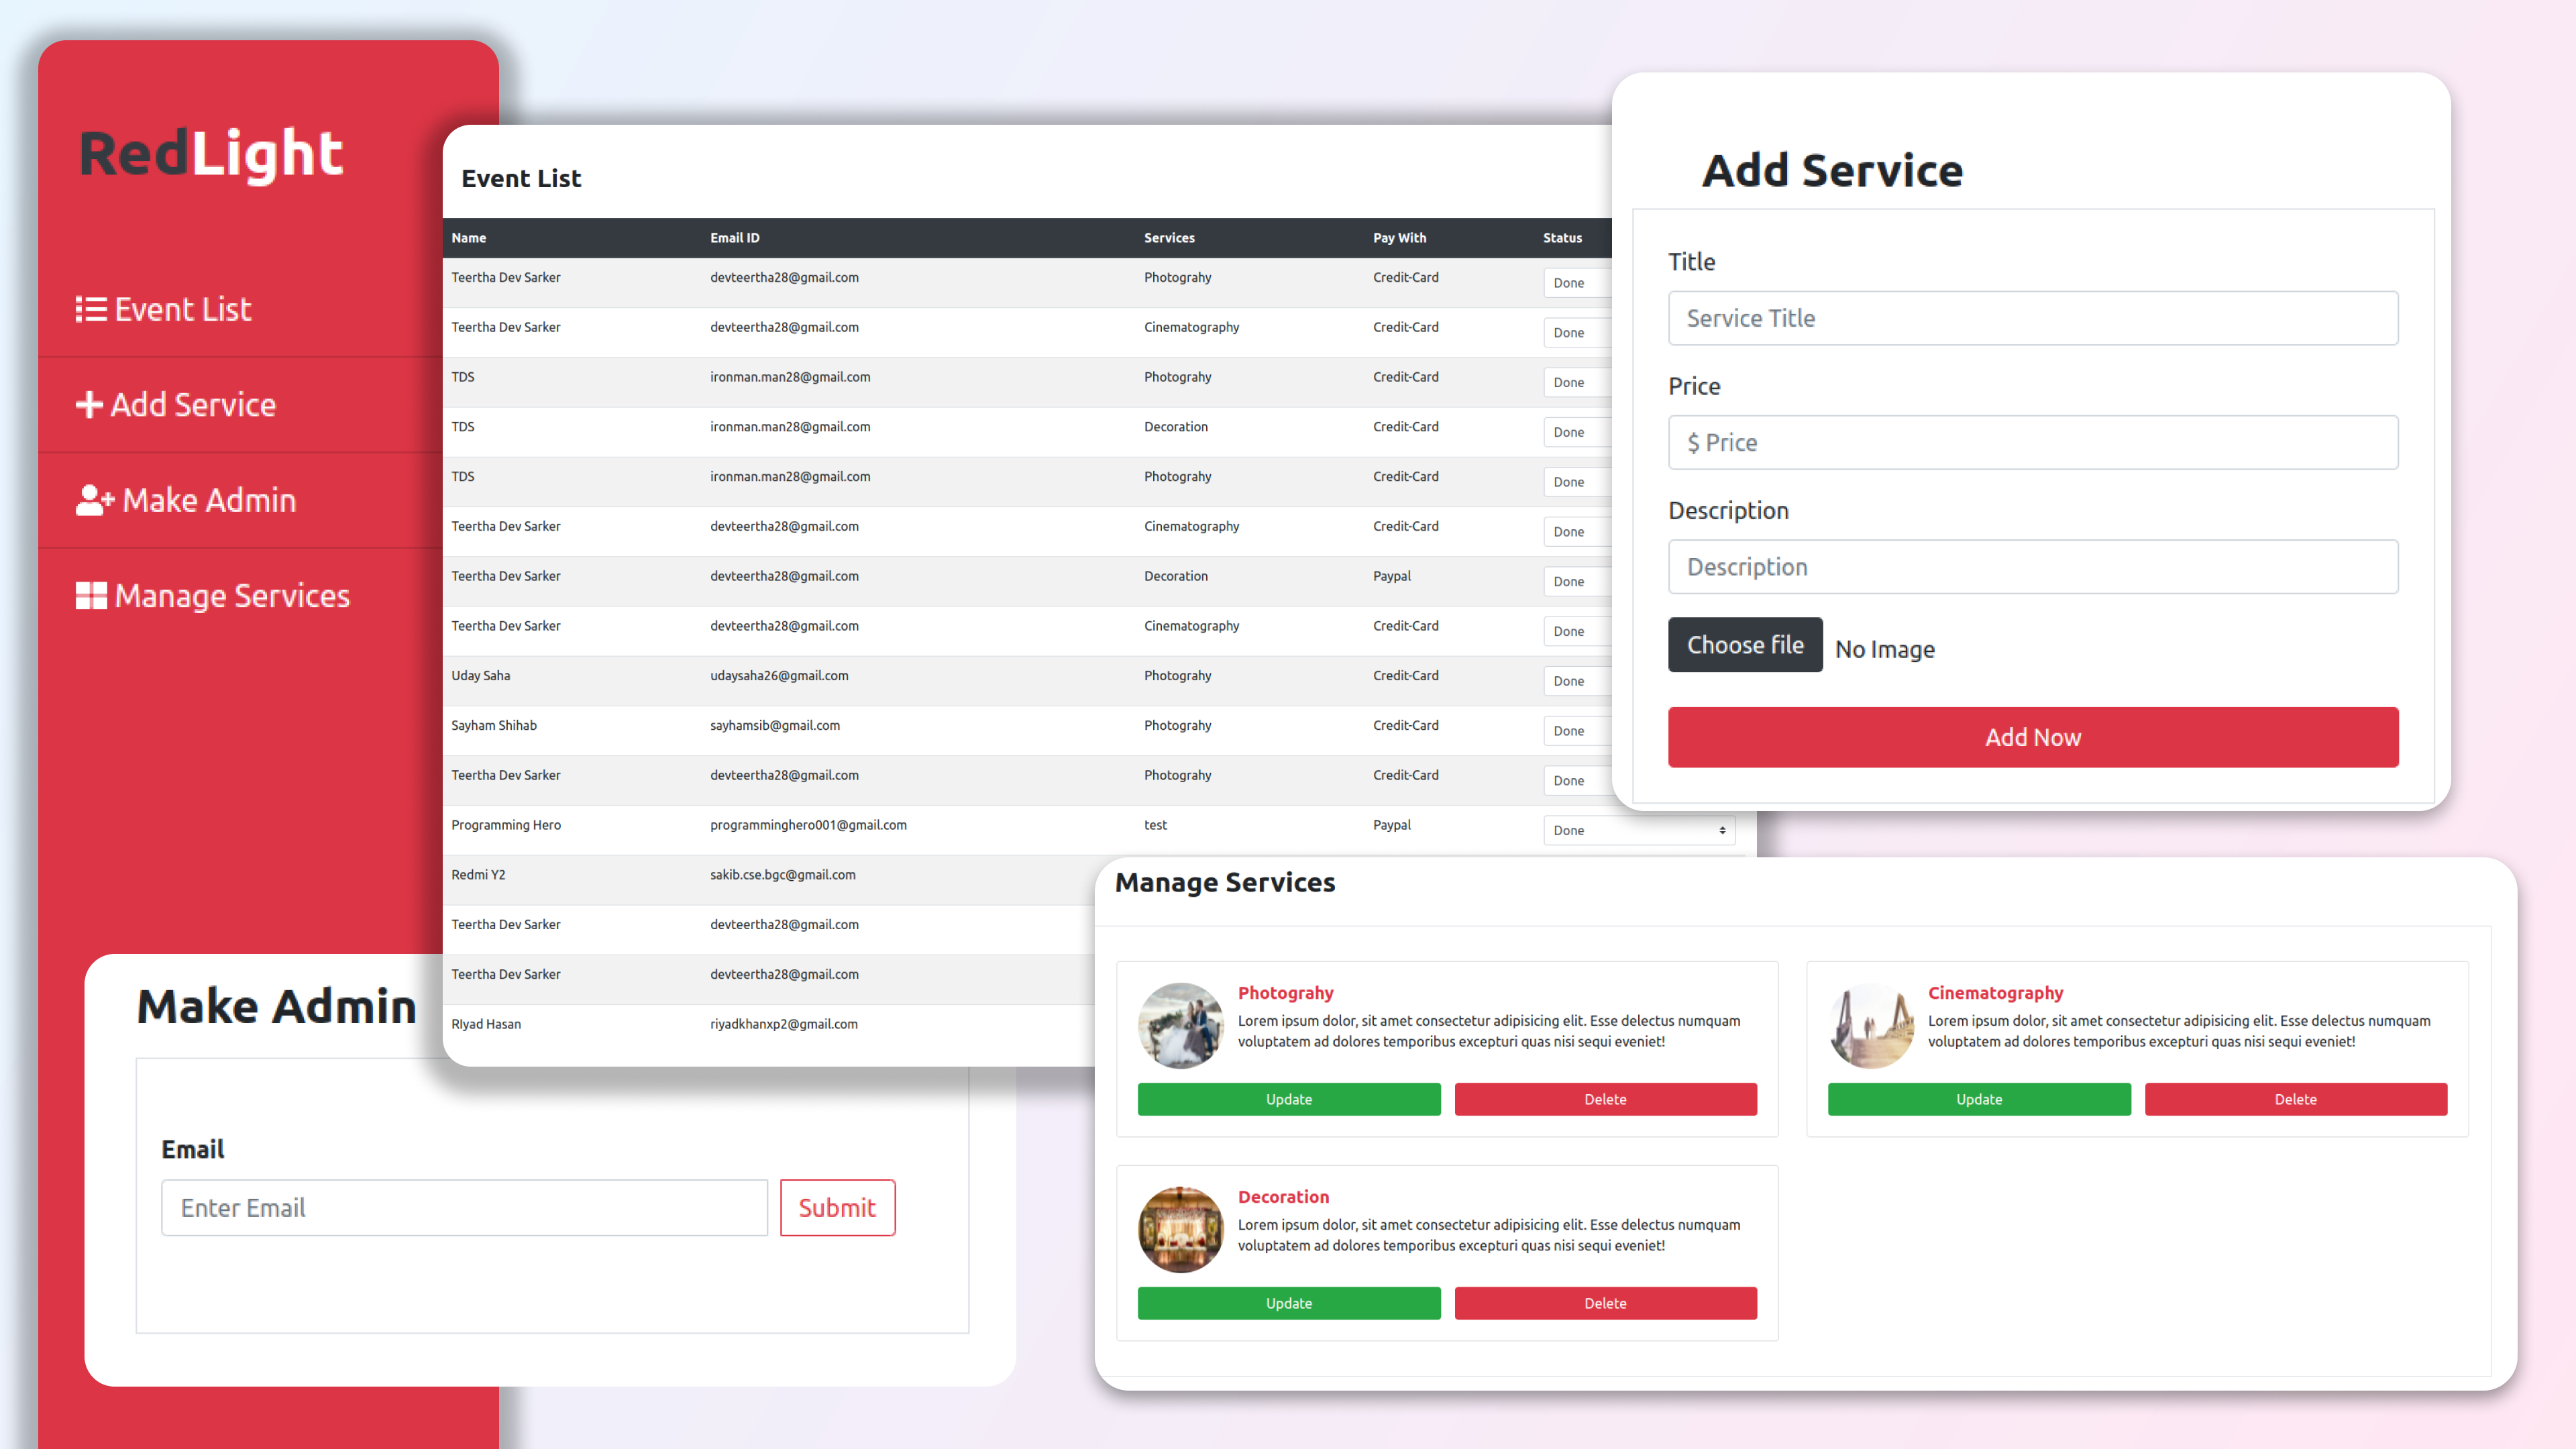 RedLight
Event List
Add Service
Make Admin
Manage Services
Event List
Name Email ID Services Pay With Status
Teertha Dev Sarker devteertha28@gmail.com Photograhy Credit-Card Done
Teertha Dev Sarker devteertha28@gmail.com Cinematography Credit-Card Done
TDS ironman.man28@gmail.com Photograhy Credit-Card Done
TDS ironman.man28@gmail.com Decoration Credit-Card Done
TDS ironman.man28@gmail.com Photograhy Credit-Card Done
Teertha Dev Sarker devteertha28@gmail.com Cinematography Credit-Card Done
Teertha Dev Sarker devteertha28@gmail.com Decoration Paypal Done
Teertha Dev Sarker devteertha28@gmail.com Cinematography Credit-Card Done
Uday Saha udaysaha26@gmail.com Photograhy Credit-Card Done
Sayham Shihab sayhamsib@gmail.com Photograhy Credit-Card Done
Teertha Dev Sarker devteertha28@gmail.com Photograhy Credit-Card Done
Programming Hero programminghero001@gmail.com test Paypal Done
Redmi Y2 sakib.cse.bgc@gmail.com
Teertha Dev Sarker devteertha28@gmail.com
Teertha Dev Sarker devteertha28@gmail.com
RIyad Hasan riyadkhanxp2@gmail.com
Add Service
Title
Service Title
Price
$ Price
Description
Description
Choose file No Image
Add Now
Make Admin
Email
Enter Email Submit
Manage Services
Photograhy
Lorem ipsum dolor, sit amet consectetur adipisicing elit. Esse delectus numquam
voluptatem ad dolores temporibus excepturi quas nisi sequi eveniet!
Update Delete
Cinematography
Lorem ipsum dolor, sit amet consectetur adipisicing elit. Esse delectus numquam
voluptatem ad dolores temporibus excepturi quas nisi sequi eveniet!
Update Delete
Decoration
Lorem ipsum dolor, sit amet consectetur adipisicing elit. Esse delectus numquam
voluptatem ad dolores temporibus excepturi quas nisi sequi eveniet!
Update Delete